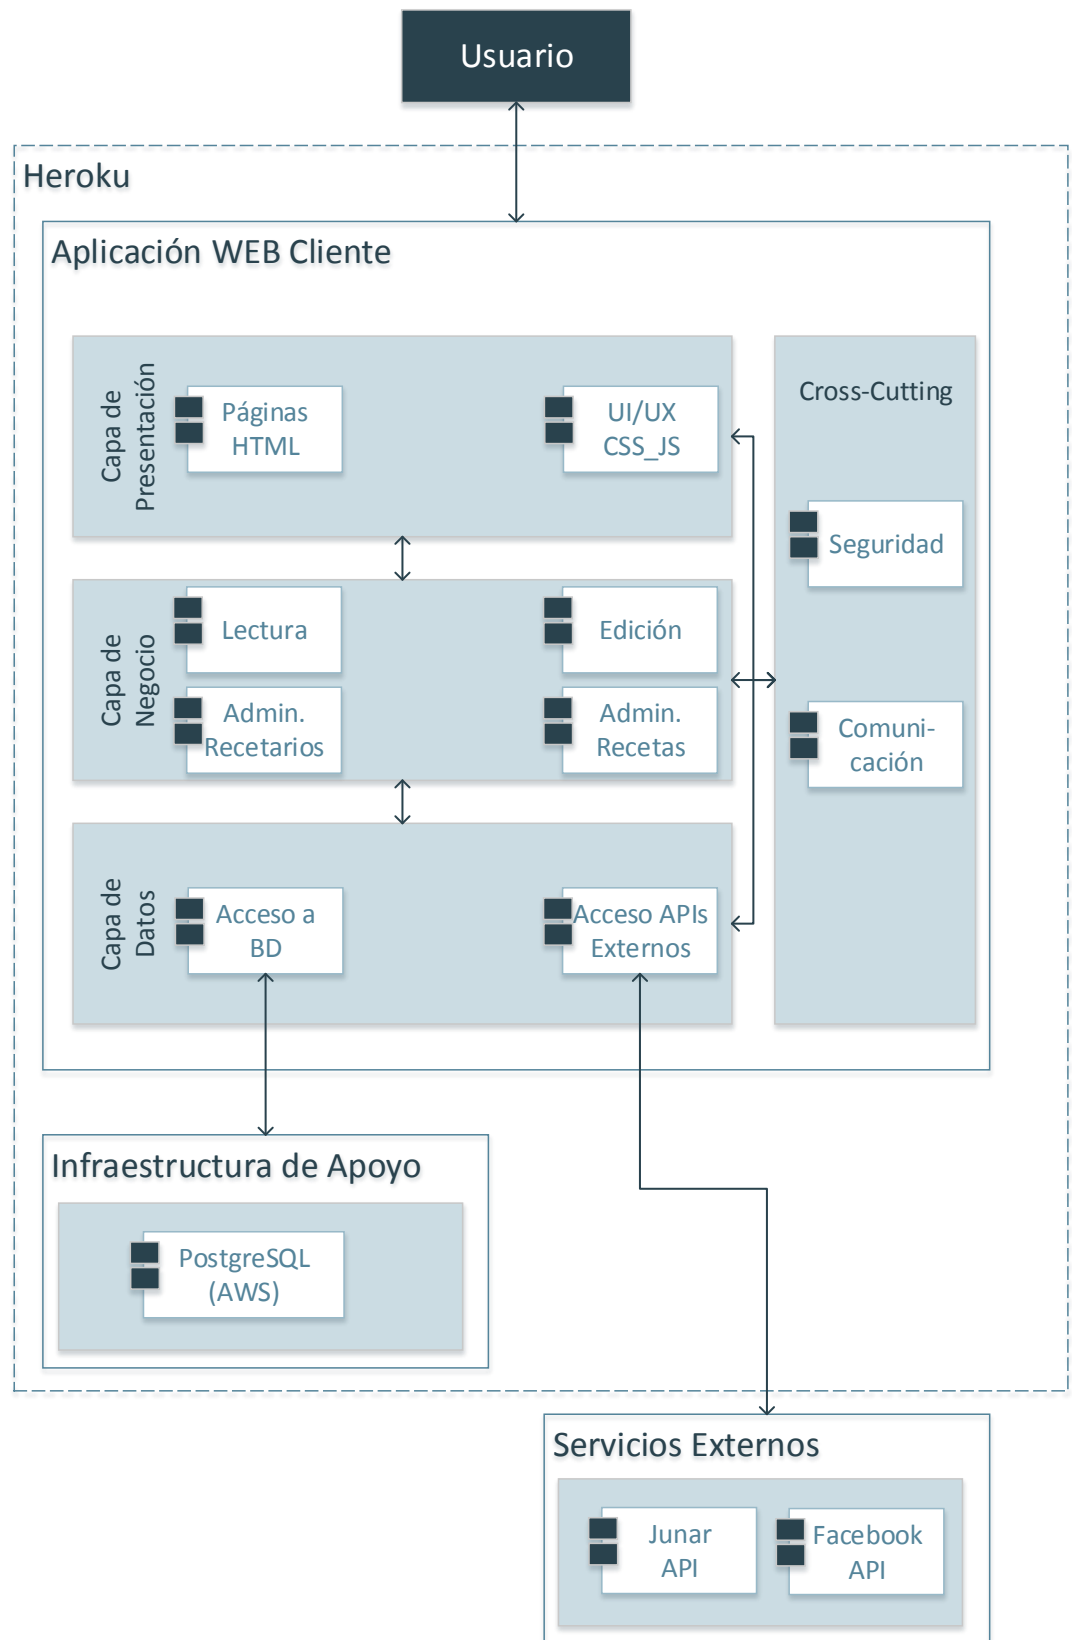 Usuario
Heroku
Aplicación WEB Cliente
Capa de
Presentación
Páginas
HTML
UI/UX
CSS_JS
Cross-Cutting
Seguridad
Comuni-
cación
Capa de
Negocio
Lectura
Edición
Admin.
Recetarios
Admin.
Recetas
Capa de
Datos
Acceso a
BD
Acceso APIs
Externos
Infraestructura de Apoyo
PostgreSQL
(AWS)
Servicios Externos
Junar
API
Facebook
API